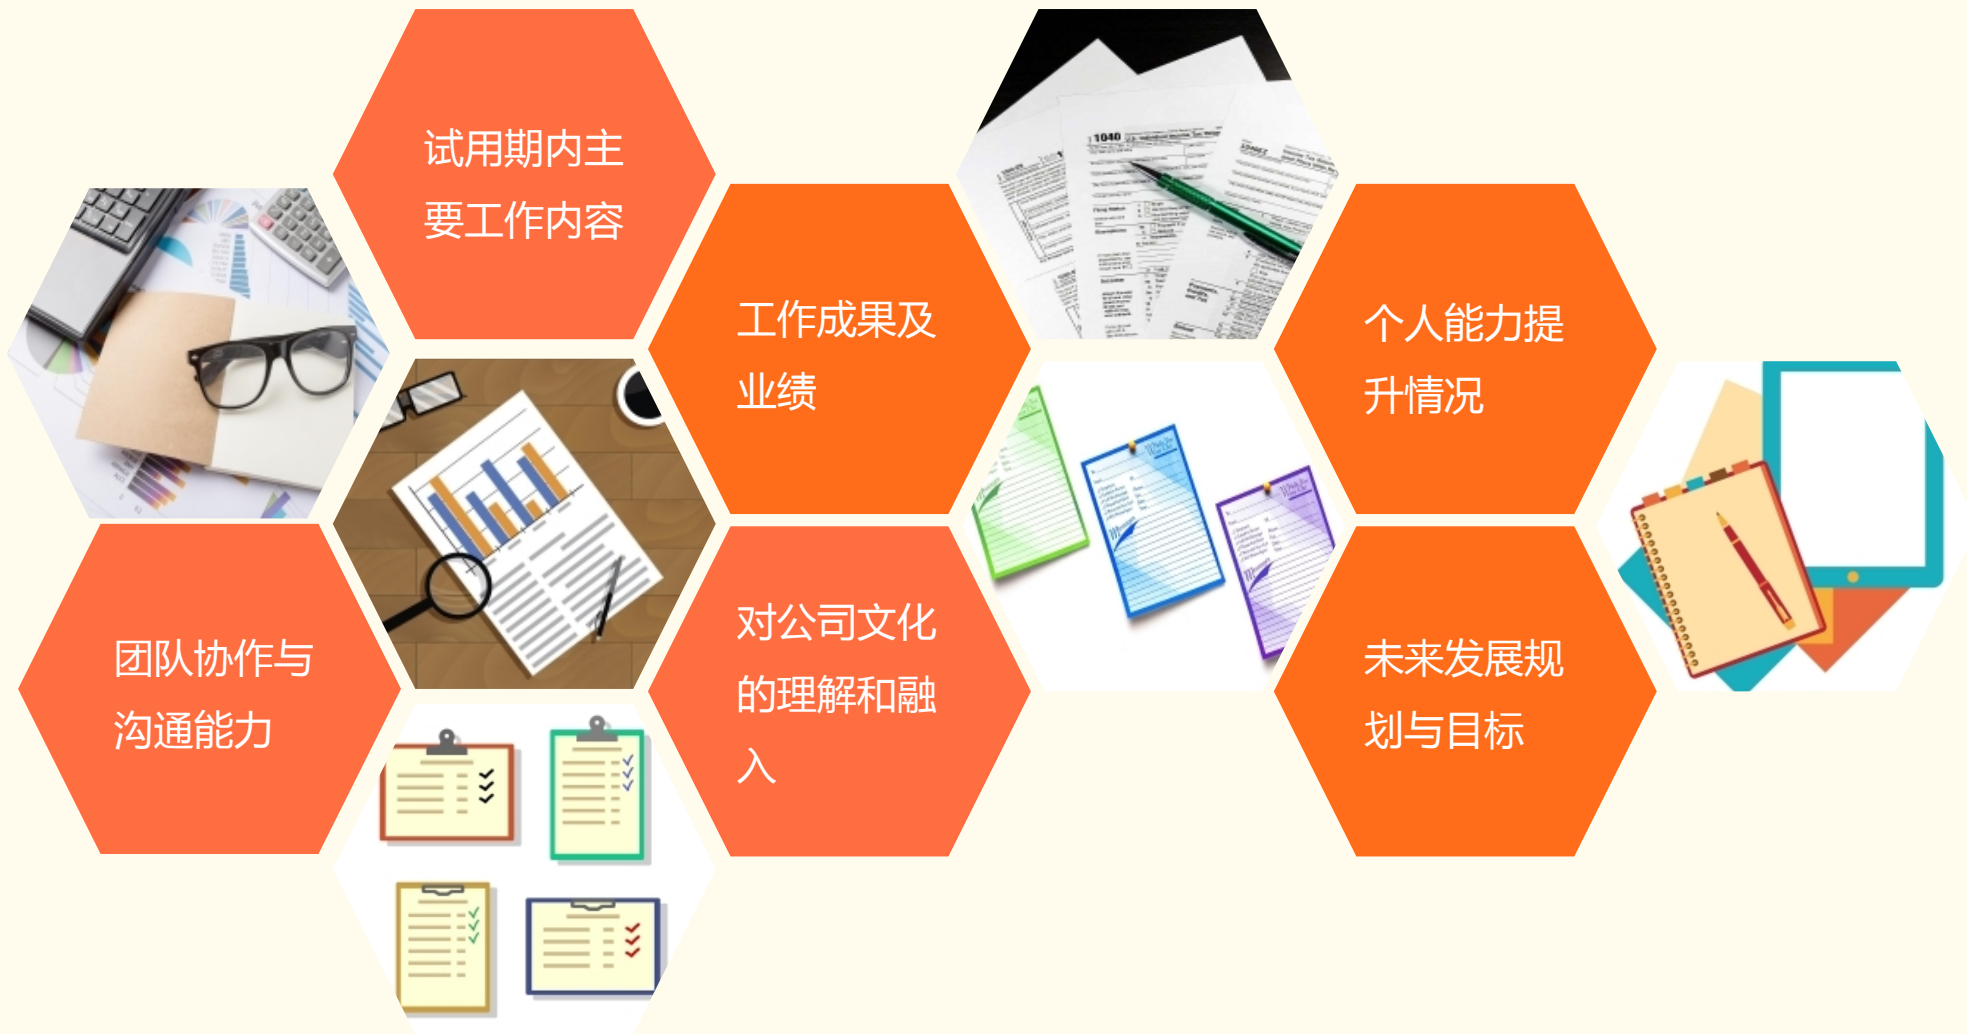 试用期内主
要工作内容
工作成果及
业绩
1040
个人能力提
升情况
团队协作与
沟通能力
对公司文化
的理解和融
入
未来发展规
划与目标